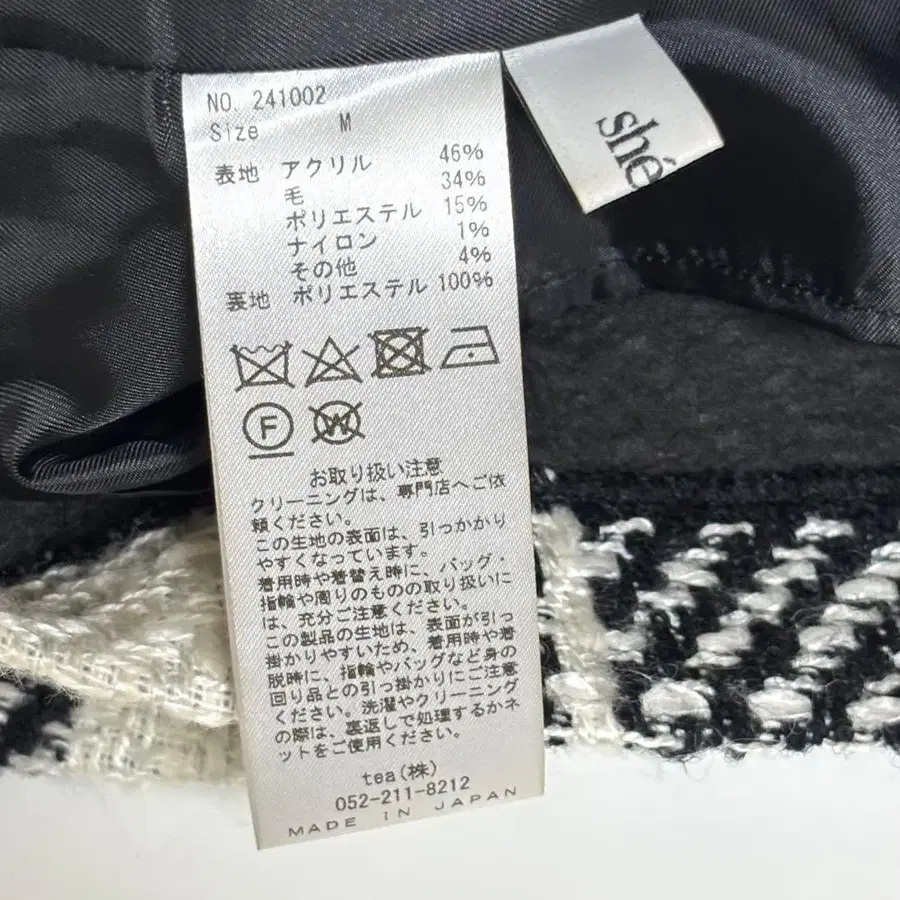 NO. 241002
Size M
表地 アクリル 46%
毛 34%
ポリエステル 15%
ナイロン 1%
その他 4%
裏地 ポリエステル 100%
F W
お取り扱い注意
クリーニングは、専門店へご依
頼ください。
この生地の表面は、引っかかり
やすくなっています。
着用時や着替え時に、バッグ・
指輪や周りのものの取り扱いに
は、充分ご注意ください。
この製品の生地は、表面が引っ
掛かりやすいため、着用時や着
脱時に、指輪やバッグなど身の
回り品との引っ掛かりにご注意
ください。洗濯やクリーニング
の際は、裏返しで処理するかネ
ットをご使用ください。
tea(株)
052-211-8212
MADE IN JAPAN
shé